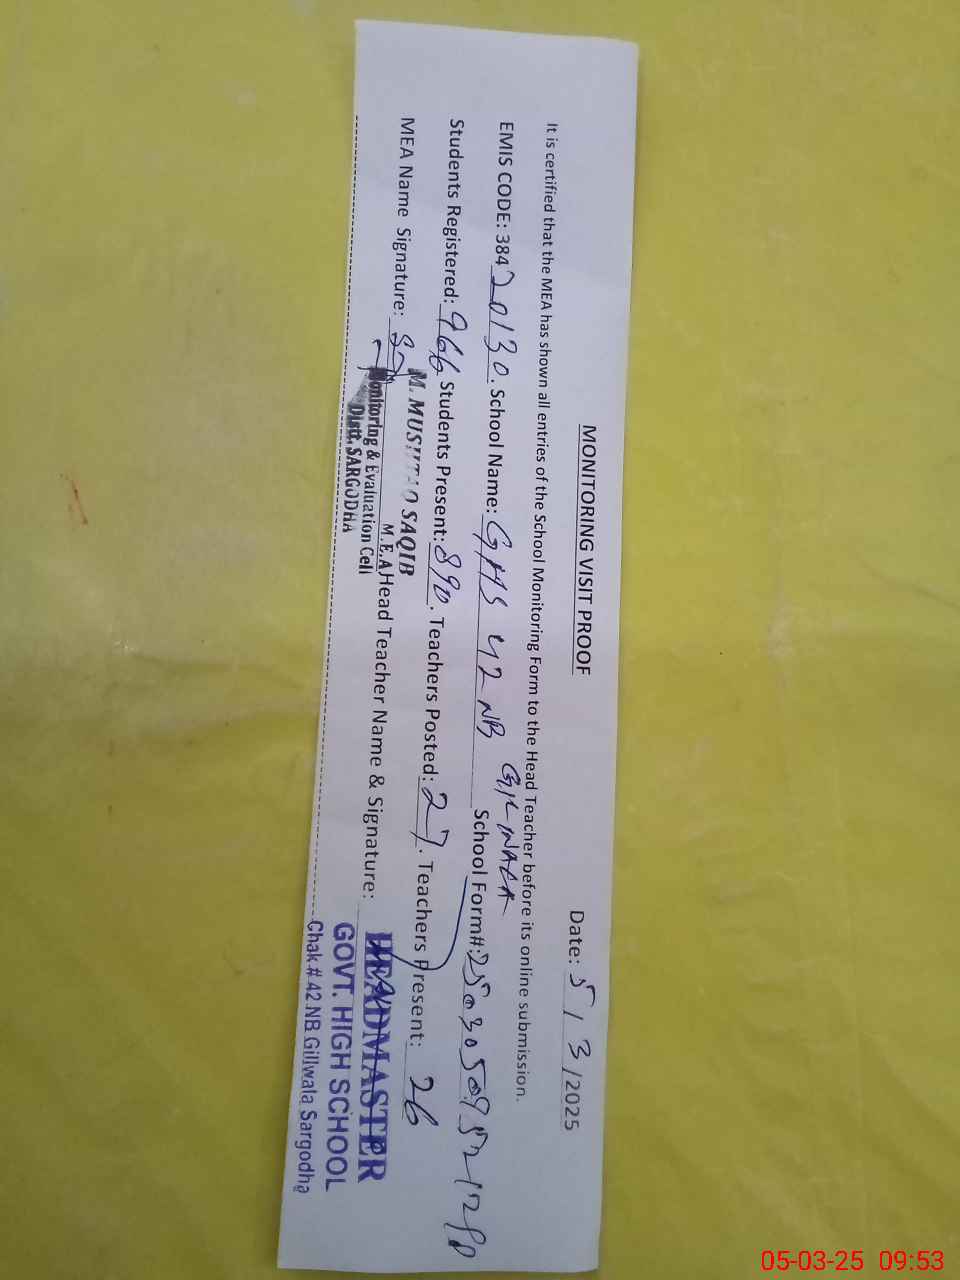 MONITORING VISIT PROOF
Date: 5/3/2025
It is certified that the MEA has shown all entries of the School Monitoring Form to the Head Teacher before its online submission.
EMIS CODE: 38420130. School Name: GHS 42 NB School Form#:
Students Registered: 966 Students Present: 890. Teachers Posted: 27. Teachers Present: 26
MEA Name Signature: Head Teacher Name & Signature:
M. MUSHTAQ SAQIB
M.E.A
Monitoring & Evaluation Cell
Distt. SARGODHA
HEADMASTER
GOVT. HIGH SCHOOL
Chak # 42 NB Gillwala Sargodha
05-03-25 09:53